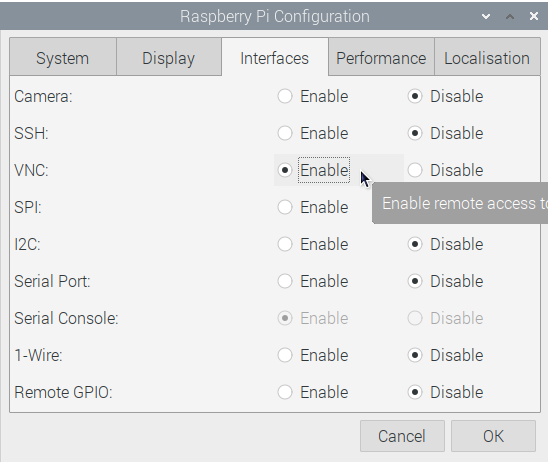 Raspberry Pi Configuration
System Display Interfaces Performance Localisation
Camera: Enable Disable
SSH: Enable Disable
VNC: Enable Disable
SPI: Enable
Enable remote access to
I2C: Enable Disable
Serial Port: Enable Disable
Serial Console: Enable Disable
1-Wire: Enable Disable
Remote GPIO: Enable Disable
Cancel OK